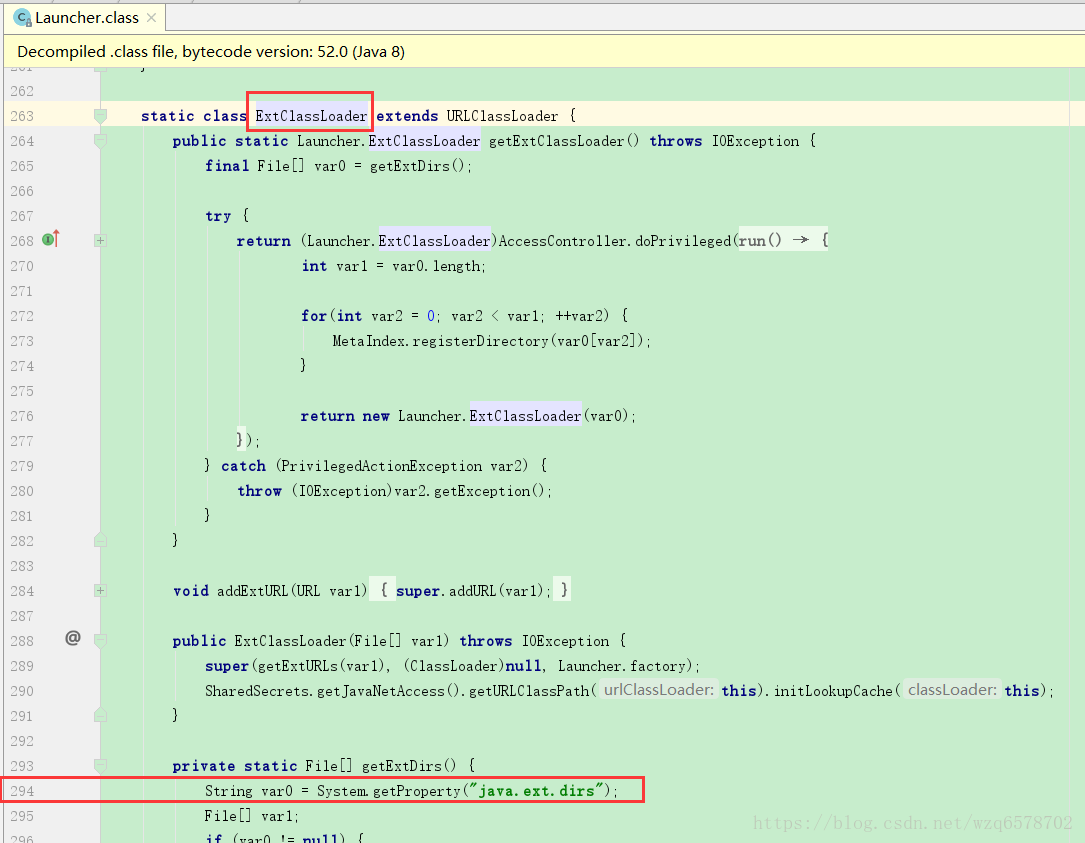 Launcher.class
Decompiled .class file, bytecode version: 52.0 (Java 8)
262
263 static class ExtClassLoader extends URLClassLoader {
264 public static Launcher.ExtClassLoader getExtClassLoader() throws IOException {
265 final File[] var0 = getExtDirs();
266
267 try {
268 return (Launcher.ExtClassLoader)AccessController.doPrivileged(run() → {
270 int var1 = var0.length;
271
272 for(int var2 = 0; var2 < var1; ++var2) {
273 MetaIndex.registerDirectory(var0[var2]);
274 }
275
276 return new Launcher.ExtClassLoader(var0);
277 });
279 } catch (PrivilegedActionException var2) {
280 throw (IOException)var2.getException();
281 }
282 }
283
284 void addExtURL(URL var1) { super.addURL(var1); }
287
288 @ public ExtClassLoader(File[] var1) throws IOException {
289 super(getExtURLs(var1), (ClassLoader)null, Launcher.factory);
290 SharedSecrets.getJavaNetAccess().getURLClassPath( urlClassLoader: this).initLookupCache( classLoader: this);
291 }
292
293 private static File[] getExtDirs() {
294 String var0 = System.getProperty("java.ext.dirs");
295 File[] var1;
296 if (var0 != null) {
https://blog.csdn.net/wzq6578702